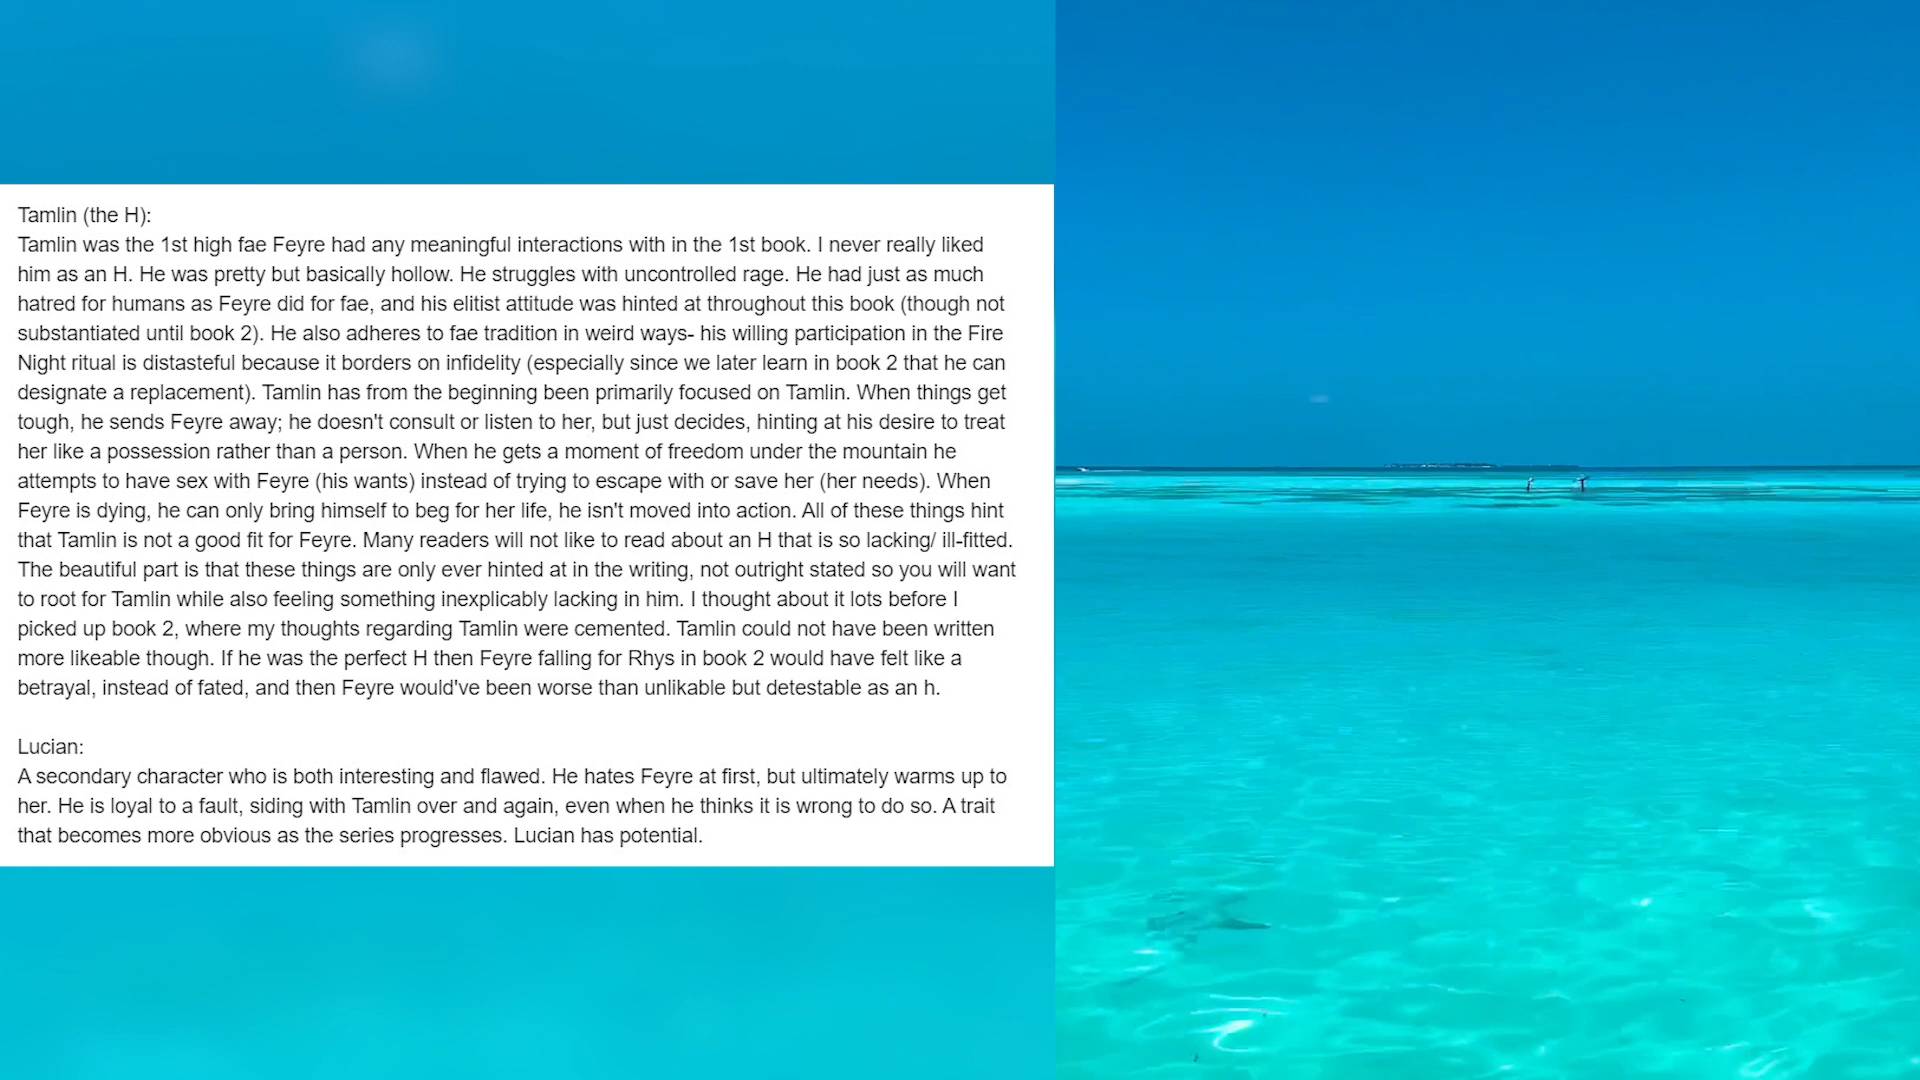 Tamlin (the H):
Tamlin was the 1st high fae Feyre had any meaningful interactions with in the 1st book. I never really liked
him as an H. He was pretty but basically hollow. He struggles with uncontrolled rage. He had just as much
hatred for humans as Feyre did for fae, and his elitist attitude was hinted at throughout this book (though not
substantiated until book 2). He also adheres to fae tradition in weird ways- his willing participation in the Fire
Night ritual is distasteful because it borders on infidelity (especially since we later learn in book 2 that he can
designate a replacement). Tamlin has from the beginning been primarily focused on Tamlin. When things get
tough, he sends Feyre away; he doesn't consult or listen to her, but just decides, hinting at his desire to treat
her like a possession rather than a person. When he gets a moment of freedom under the mountain he
attempts to have sex with Feyre (his wants) instead of trying to escape with or save her (her needs). When
Feyre is dying, he can only bring himself to beg for her life, he isn't moved into action. All of these things hint
that Tamlin is not a good fit for Feyre. Many readers will not like to read about an H that is so lacking/ ill-fitted.
The beautiful part is that these things are only ever hinted at in the writing, not outright stated so you will want
to root for Tamlin while also feeling something inexplicably lacking in him. I thought about it lots before I
picked up book 2, where my thoughts regarding Tamlin were cemented. Tamlin could not have been written
more likeable though. If he was the perfect H then Feyre falling for Rhys in book 2 would have felt like a
betrayal, instead of fated, and then Feyre would've been worse than unlikable but detestable as an h.
Lucian:
A secondary character who is both interesting and flawed. He hates Feyre at first, but ultimately warms up to
her. He is loyal to a fault, siding with Tamlin over and again, even when he thinks it is wrong to do so. A trait
that becomes more obvious as the series progresses. Lucian has potential.